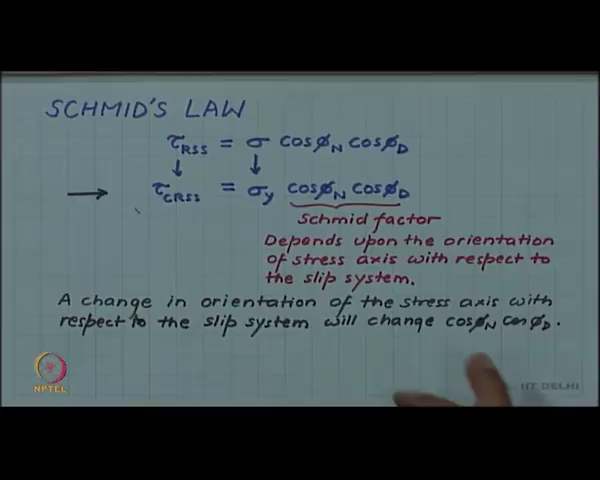 SCHMID'S LAW
τRSS = σ cosφN cosφD
↓ ↓
→ τCRSS = σy cosφN cosφD
Schmid factor
Depends upon the orientation
of stress axis with respect to
the slip system.
A change in orientation of the stress axis with
respect to the slip system will change cosφN cosφD.
NPTEL
IIT DELHI